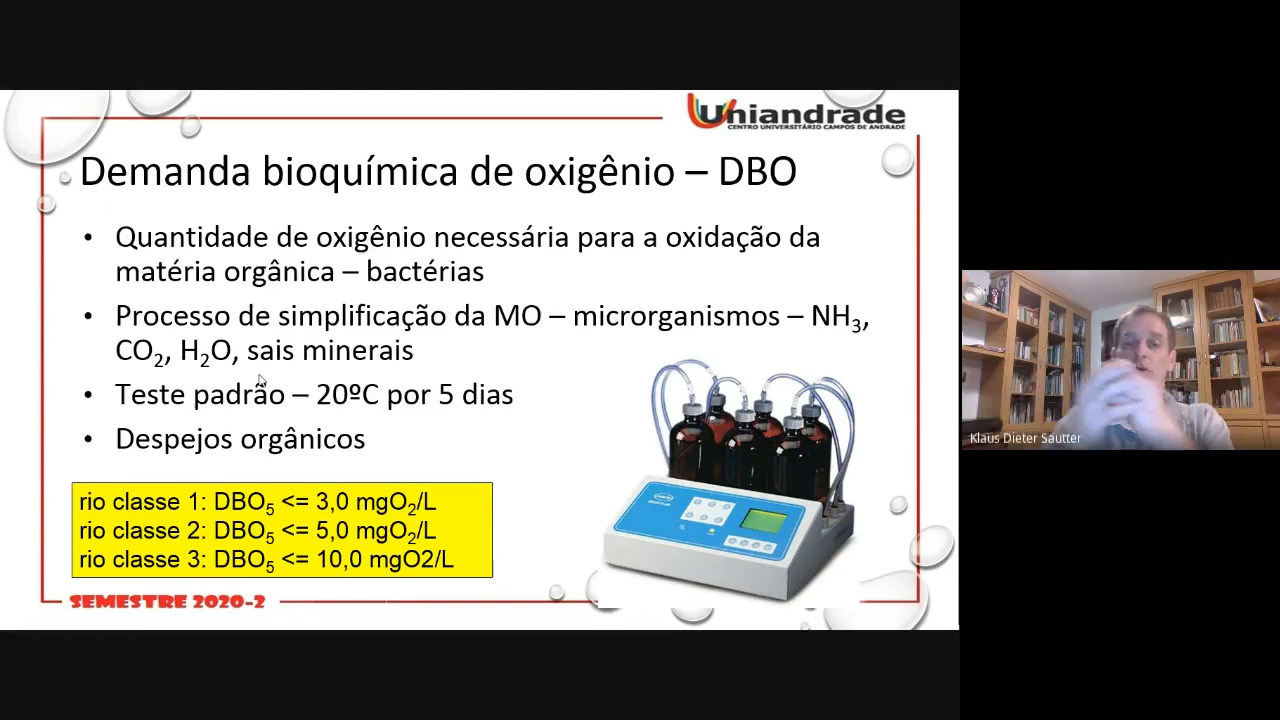 Uniandrade
CENTRO UNIVERSITÁRIO CAMPOS DE ANDRADE
Demanda bioquímica de oxigênio – DBO
• Quantidade de oxigênio necessária para a oxidação da
matéria orgânica – bactérias
• Processo de simplificação da MO – microrganismos – NH₃,
CO₂, H₂O, sais minerais
• Teste padrão – 20ºC por 5 dias
• Despejos orgânicos
rio classe 1: DBO₅ <= 3,0 mgO₂/L
rio classe 2: DBO₅ <= 5,0 mgO₂/L
rio classe 3: DBO₅ <= 10,0 mgO2/L
SEMESTRE 2020-2
Klaus Dieter Sautter